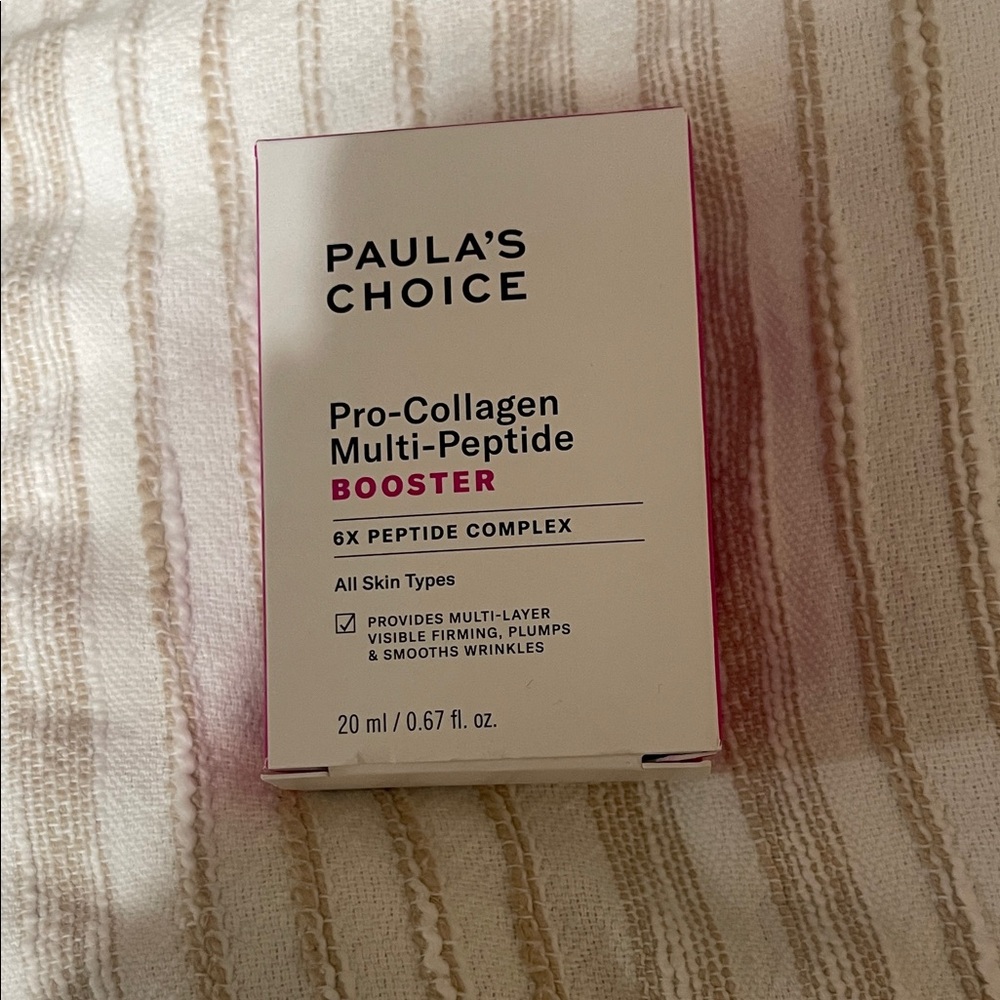 PAULA'S
CHOICE
Pro-Collagen
Multi-Peptide
BOOSTER
6X PEPTIDE COMPLEX
All Skin Types
PROVIDES MULTI-LAYER
VISIBLE FIRMING, PLUMPS
& SMOOTHS WRINKLES
20 ml / 0.67 fl. oz.